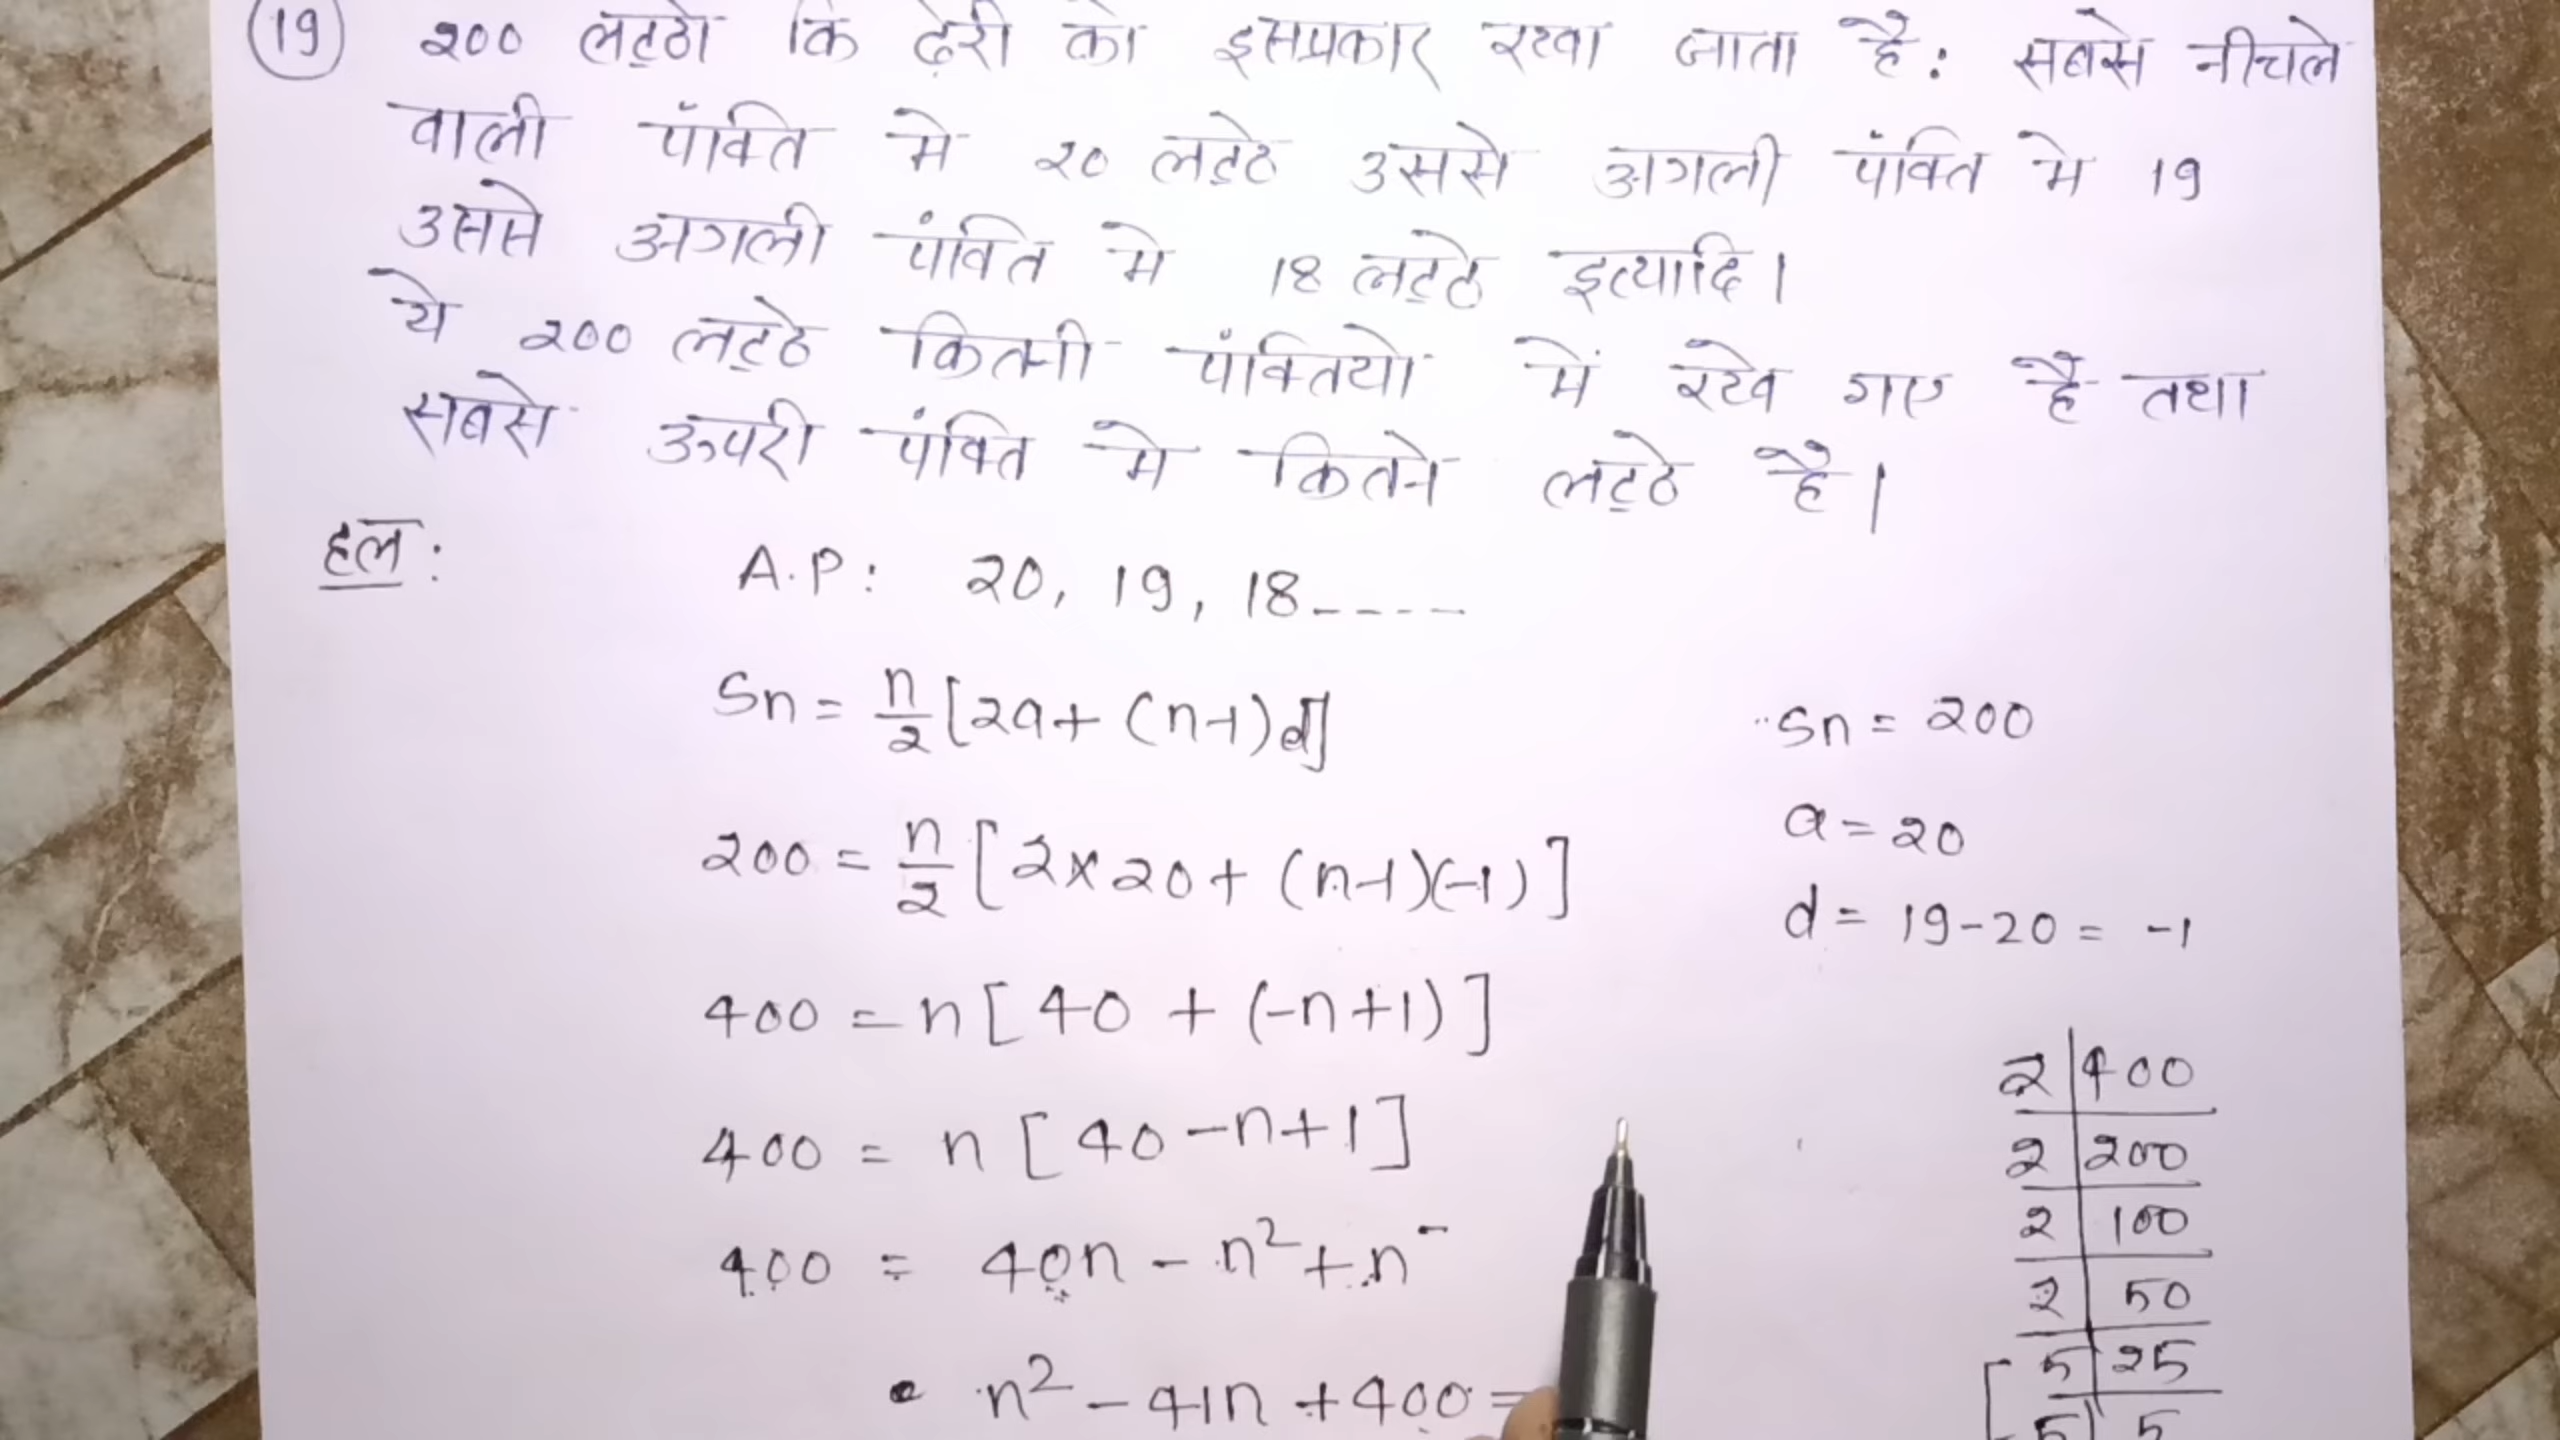 (19) 200 लट्ठो कि ढ़ेरी को इसप्रकार रखा जाता है: सबसे नीचले
वाली पंक्ति मे 20 लट्ठे उससे अगली पंक्ति मे 19
उससे अगली पंक्ति मे 18 लट्ठे इत्यादि।
ये 200 लट्ठे कितनी पंक्तियो में रखे गए है तथा
सबसे ऊपरी पंक्ति मे कितने लट्ठे है।
हल:
A.P: 20, 19, 18----
Sn = n/2 [2a + (n-1)d]
200 = n/2 [2×20 + (n-1)(-1)]
400 = n[40 + (-n+1)]
400 = n[40 -n+1]
400 = 40n - n² + n
n² - 41n + 400 =
Sn = 200
a = 20
d = 19-20 = -1
2 | 400
2 | 200
2 | 100
2 | 50
5 | 25
5 | 5